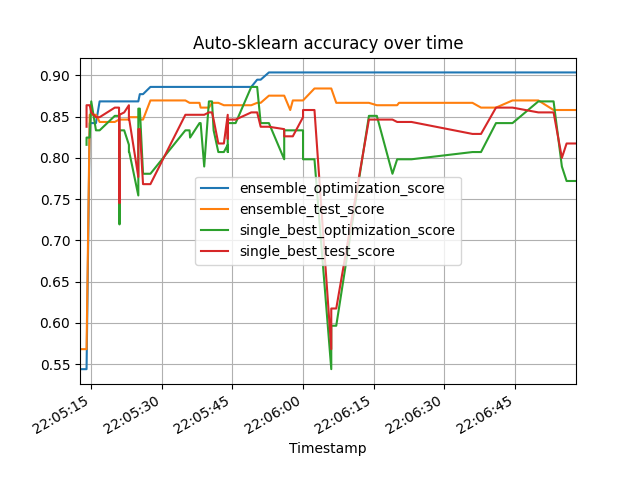 Auto-sklearn accuracy over time
0.90
0.85
0.80
0.75
0.70
0.65
0.60
0.55
ensemble_optimization_score
ensemble_test_score
single_best_optimization_score
single_best_test_score
22:05:15
22:05:30
22:05:45
22:06:00
22:06:15
22:06:30
22:06:45
Timestamp